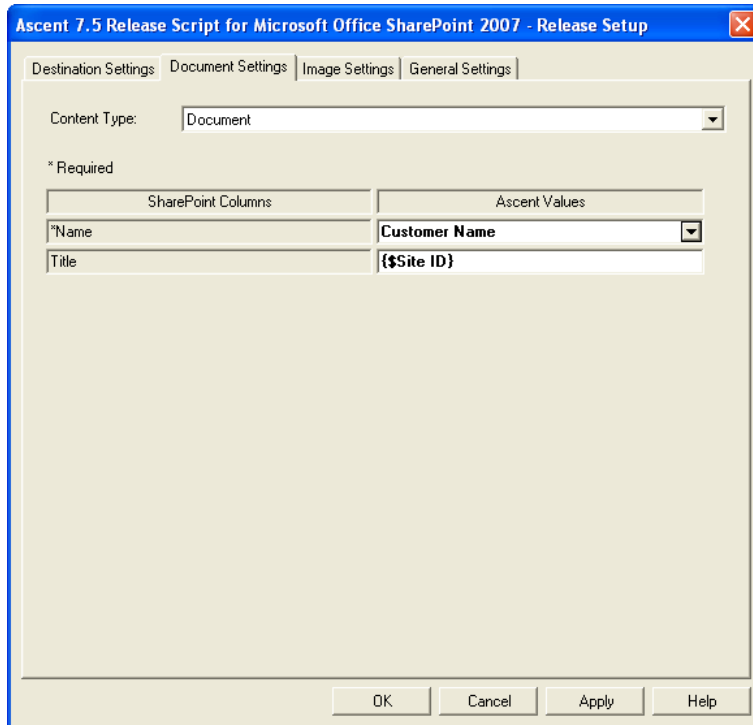 Ascent 7.5 Release Script for Microsoft Office SharePoint 2007 - Release Setup
Destination Settings Document Settings Image Settings General Settings
Content Type: Document
* Required
SharePoint Columns Ascent Values
*Name Customer Name
Title {$Site ID}
OK Cancel Apply Help